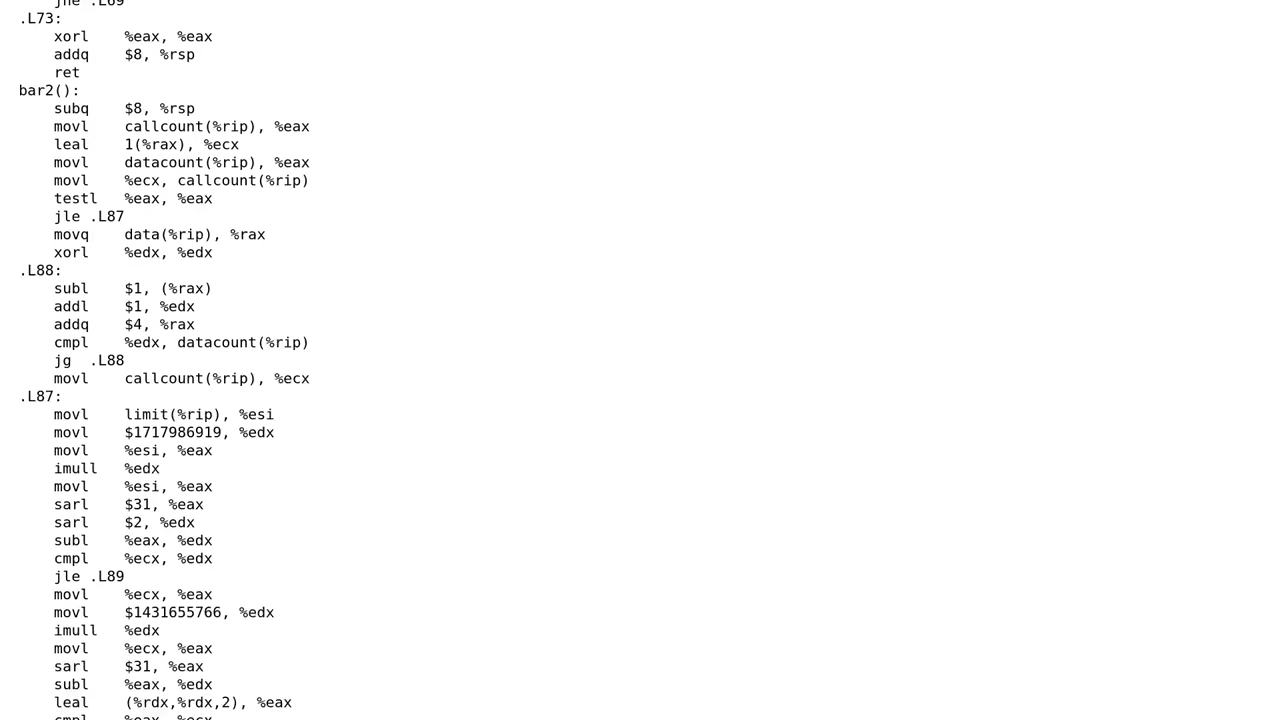 jne .L69
.L73:
xorl %eax, %eax
addq $8, %rsp
ret
bar2():
subq $8, %rsp
movl callcount(%rip), %eax
leal 1(%rax), %ecx
movl datacount(%rip), %eax
movl %ecx, callcount(%rip)
testl %eax, %eax
jle .L87
movq data(%rip), %rax
xorl %edx, %edx
.L88:
subl $1, (%rax)
addl $1, %edx
addq $4, %rax
cmpl %edx, datacount(%rip)
jg .L88
movl callcount(%rip), %ecx
.L87:
movl limit(%rip), %esi
movl $1717986919, %edx
movl %esi, %eax
imull %edx
movl %esi, %eax
sarl $31, %eax
sarl $2, %edx
subl %eax, %edx
cmpl %ecx, %edx
jle .L89
movl %ecx, %eax
movl $1431655766, %edx
imull %edx
movl %ecx, %eax
sarl $31, %eax
subl %eax, %edx
leal (%rdx,%rdx,2), %eax
cmpl %eax, %ecx